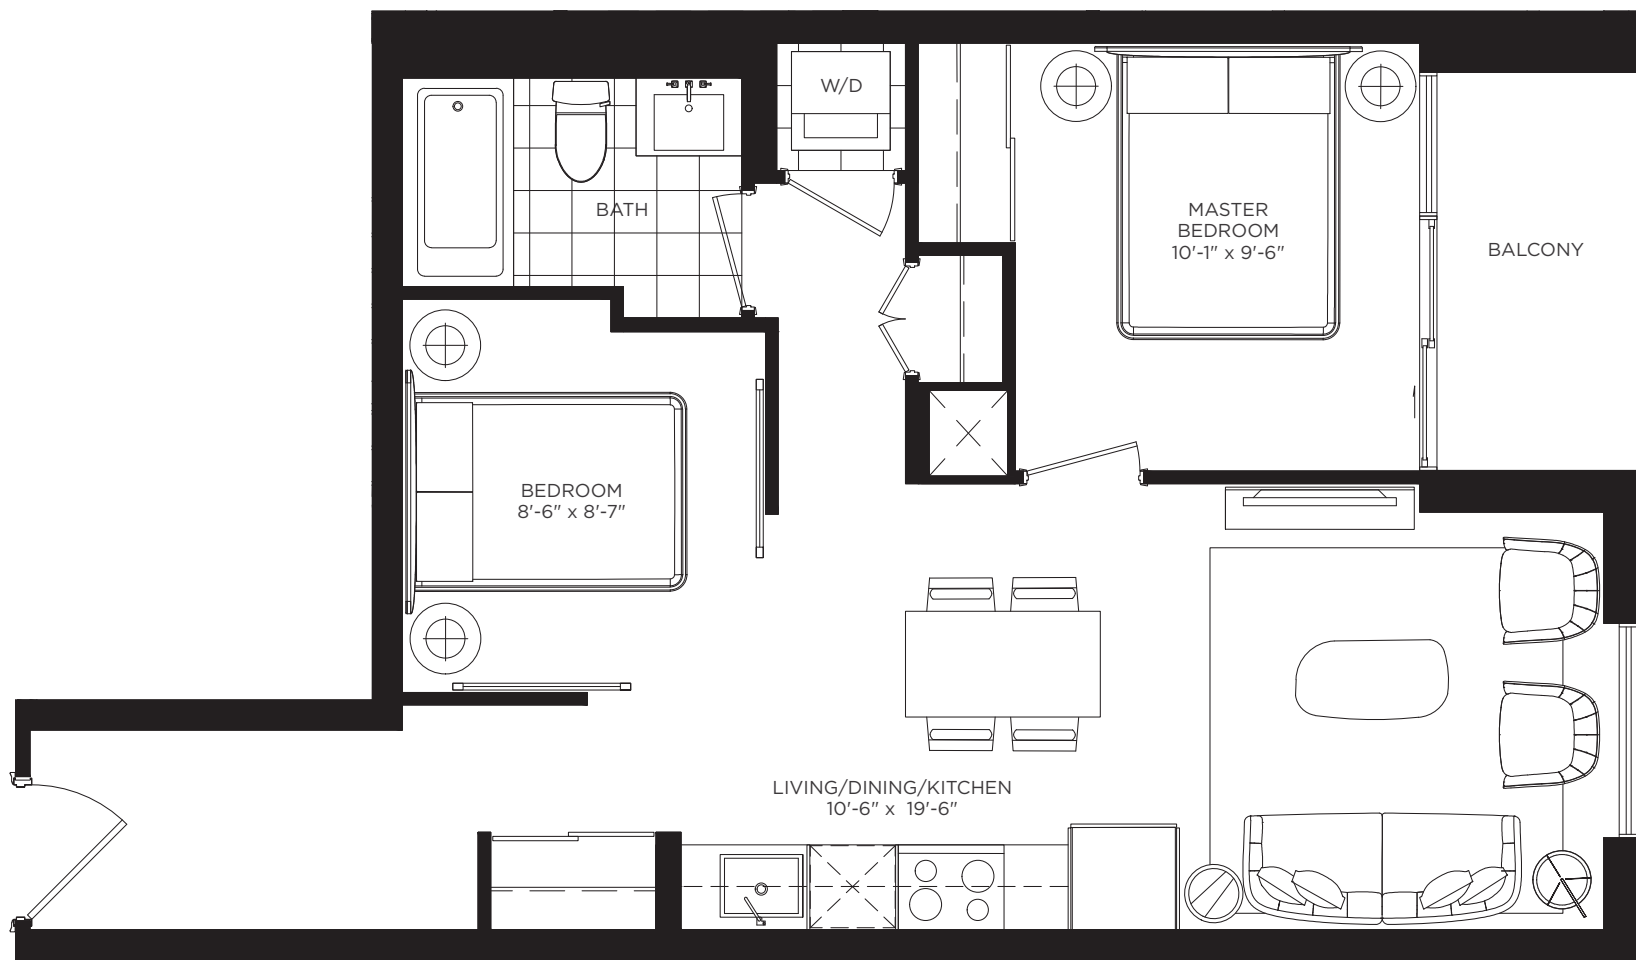 W/D
BATH
MASTER
BEDROOM
10'-1" x 9'-6"
BALCONY
BEDROOM
8'-6" x 8'-7"
LIVING/DINING/KITCHEN
10'-6" x 19'-6"